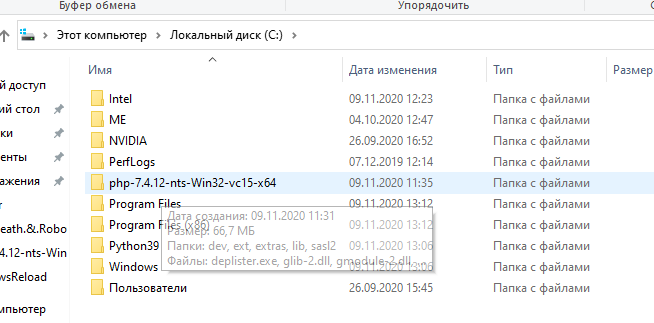 Буфер обмена Упорядочить
Этот компьютер Локальный диск (C:)
Имя Дата изменения Тип Размер
й доступ
ий стол
ки
енты
ражения
eath.&.Robo
.4.12-nts-Win
wsReload
омпьютер
Intel 09.11.2020 12:23 Папка с файлами
ME 04.10.2020 12:47 Папка с файлами
NVIDIA 26.09.2020 16:52 Папка с файлами
PerfLogs 07.12.2019 12:14 Папка с файлами
php-7.4.12-nts-Win32-vc15-x64 09.11.2020 11:35 Папка с файлами
Program Files 09.11.2020 13:12 Папка с файлами
Program Files (x86) 09.11.2020 13:12 Папка с файлами
Python39 09.11.2020 13:06 Папка с файлами
Windows 09.11.2020 13:06 Папка с файлами
Пользователи 26.09.2020 15:45 Папка с файлами
Дата создания: 09.11.2020 11:31
Размер: 66,7 МБ
Папки: dev, ext, extras, lib, sasl2
Файлы: deplister.exe, glib-2.dll, gmodule-2.dll, ...